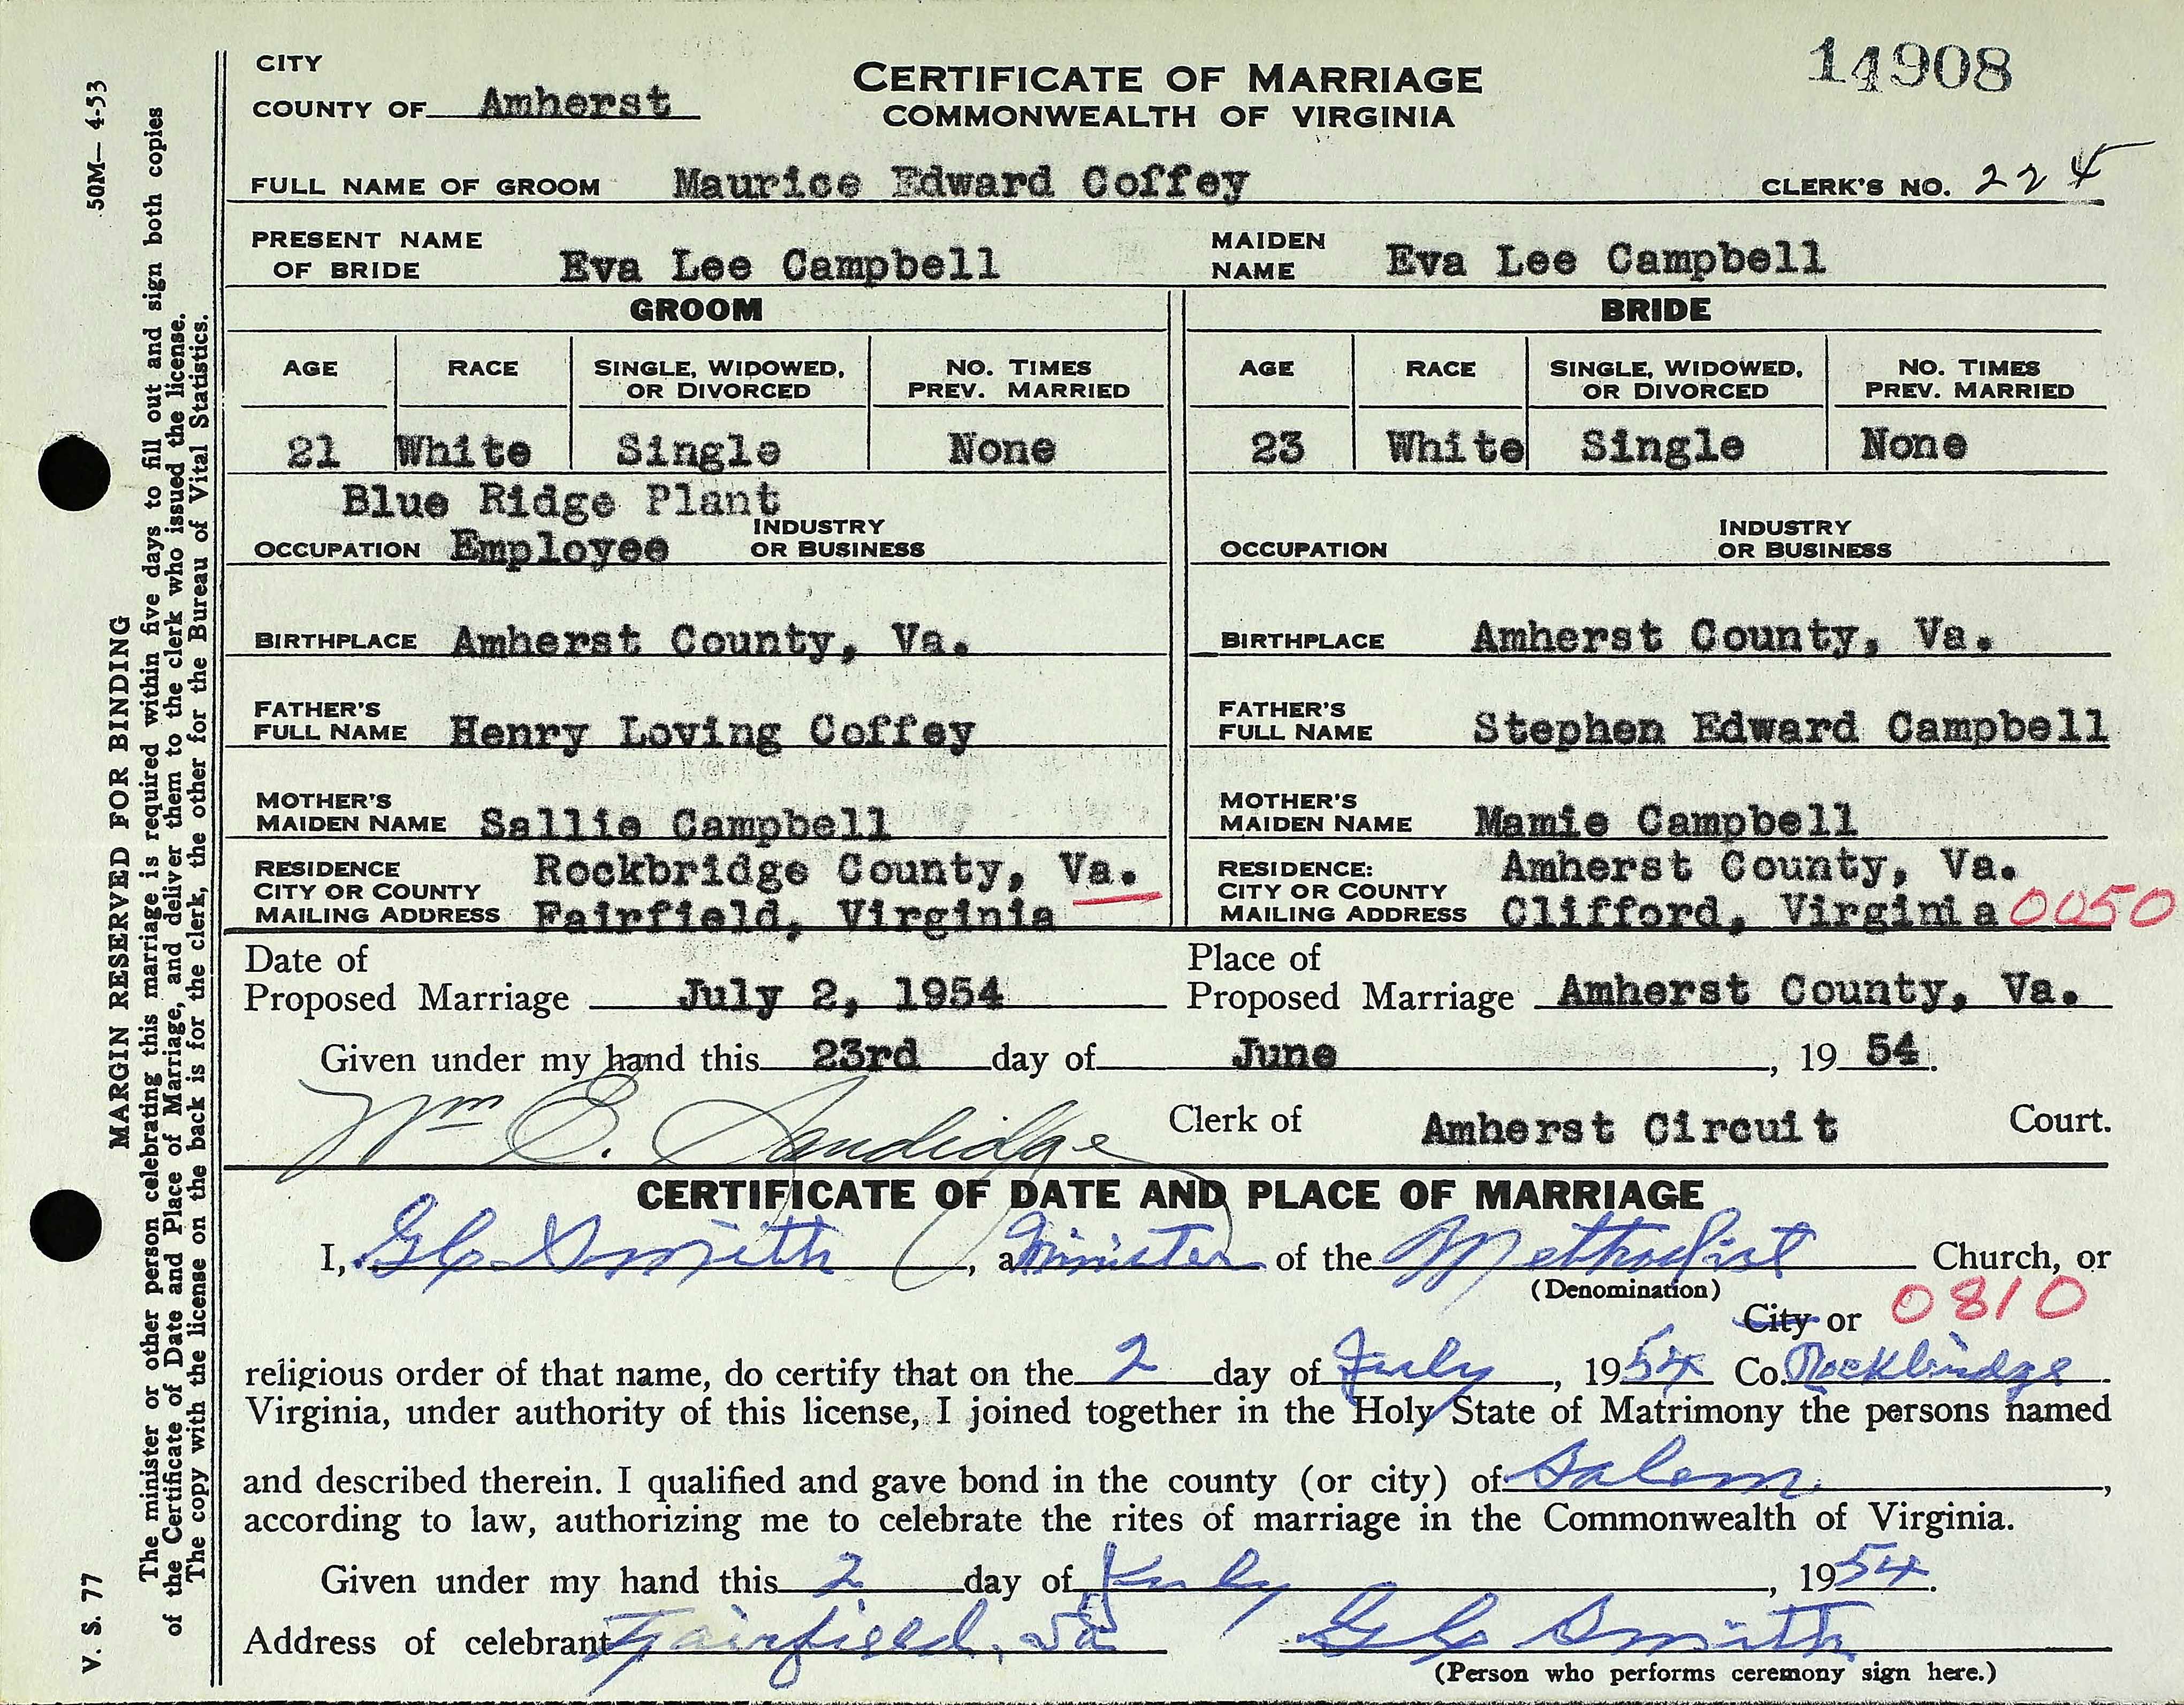 14908
CITY
COUNTY OF Amherst
CERTIFICATE OF MARRIAGE
COMMONWEALTH OF VIRGINIA
FULL NAME OF GROOM Maurice Edward Coffey CLERK'S NO. 224
PRESENT NAME OF BRIDE Eva Lee Campbell MAIDEN NAME Eva Lee Campbell
GROOM BRIDE
AGE RACE SINGLE, WIDOWED, OR DIVORCED NO. TIMES PREV. MARRIED AGE RACE SINGLE, WIDOWED, OR DIVORCED NO. TIMES PREV. MARRIED
21 White Single None 23 White Single None
Blue Ridge Plant
OCCUPATION Employee INDUSTRY OR BUSINESS OCCUPATION INDUSTRY OR BUSINESS
BIRTHPLACE Amherst County, Va. BIRTHPLACE Amherst County, Va.
FATHER'S FULL NAME Henry Loving Coffey FATHER'S FULL NAME Stephen Edward Campbell
MOTHER'S MAIDEN NAME Sallie Campbell MOTHER'S MAIDEN NAME Mamie Campbell
RESIDENCE CITY OR COUNTY Rockbridge County, Va. RESIDENCE: CITY OR COUNTY Amherst County, Va.
MAILING ADDRESS Fairfield, Virginia MAILING ADDRESS Clifford, Virginia 0050
Date of Place of
Proposed Marriage July 2, 1954 Proposed Marriage Amherst County, Va.
Given under my hand this 23rd day of June, 19 54.
Wm E. Sandidge Clerk of Amherst Circuit Court.
CERTIFICATE OF DATE AND PLACE OF MARRIAGE
I, G C Smith, a Minister of the Methodist Church, or
(Denomination)
City or 0810
religious order of that name, do certify that on the 2 day of July, 1954 Co. Rockbridge
Virginia, under authority of this license, I joined together in the Holy State of Matrimony the persons named
and described therein. I qualified and gave bond in the county (or city) of Salem,
according to law, authorizing me to celebrate the rites of marriage in the Commonwealth of Virginia.
Given under my hand this 2 day of July, 1954.
Address of celebrant Fairfield, Va G C Smith
(Person who performs ceremony sign here.)
V. S. 77 50M—4-53
MARGIN RESERVED FOR BINDING
The minister or other person celebrating this marriage is required within five days to fill out and sign both copies
of the Certificate of Date and Place of Marriage, and deliver them to the clerk who issued the license.
The copy with the license on the back is for the clerk, the other for the Bureau of Vital Statistics.